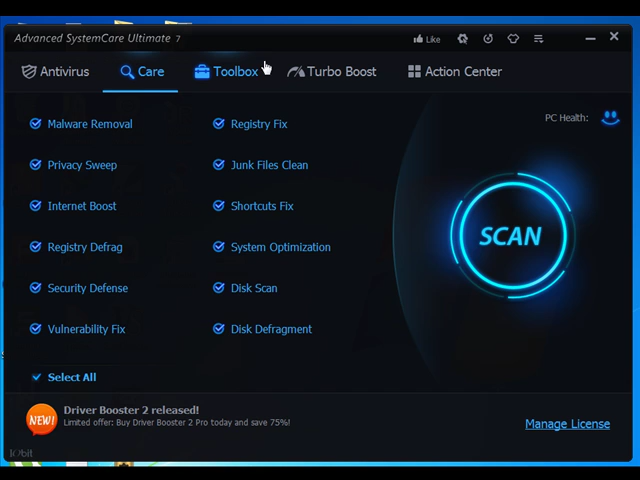 Advanced SystemCare Ultimate 7
Like
Antivirus Care Toolbox Turbo Boost Action Center
PC Health:
Malware Removal Registry Fix
Privacy Sweep Junk Files Clean
Internet Boost Shortcuts Fix
Registry Defrag System Optimization
Security Defense Disk Scan
Vulnerability Fix Disk Defragment
SCAN
Select All
NEW!
Driver Booster 2 released!
Limited offer: Buy Driver Booster 2 Pro today and save 75%!
Manage License
IObit